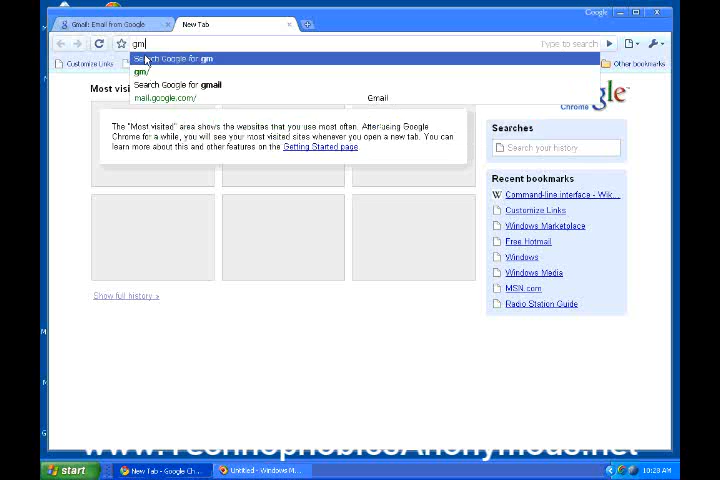 Google
Gmail: Email from Google
New Tab
gm
Type to search
Search Google for gm
gm/
Search Google for gmail
mail.google.com/ Gmail
Customize Links
Other bookmarks
Most visi
Chrome
The "Most visited" area shows the websites that you use most often. After using Google
Chrome for a while, you will see your most visited sites whenever you open a new tab. You can
learn more about this and other features on the Getting Started page.
Searches
Search your history
Recent bookmarks
W Command-line interface - Wik...
Customize Links
Windows Marketplace
Free Hotmail
Windows
Windows Media
MSN.com
Radio Station Guide
Show full history »
www.TechnophobicsAnonymous.net
start
New Tab - Google Ch...
Untitled - Windows M...
10:20 AM